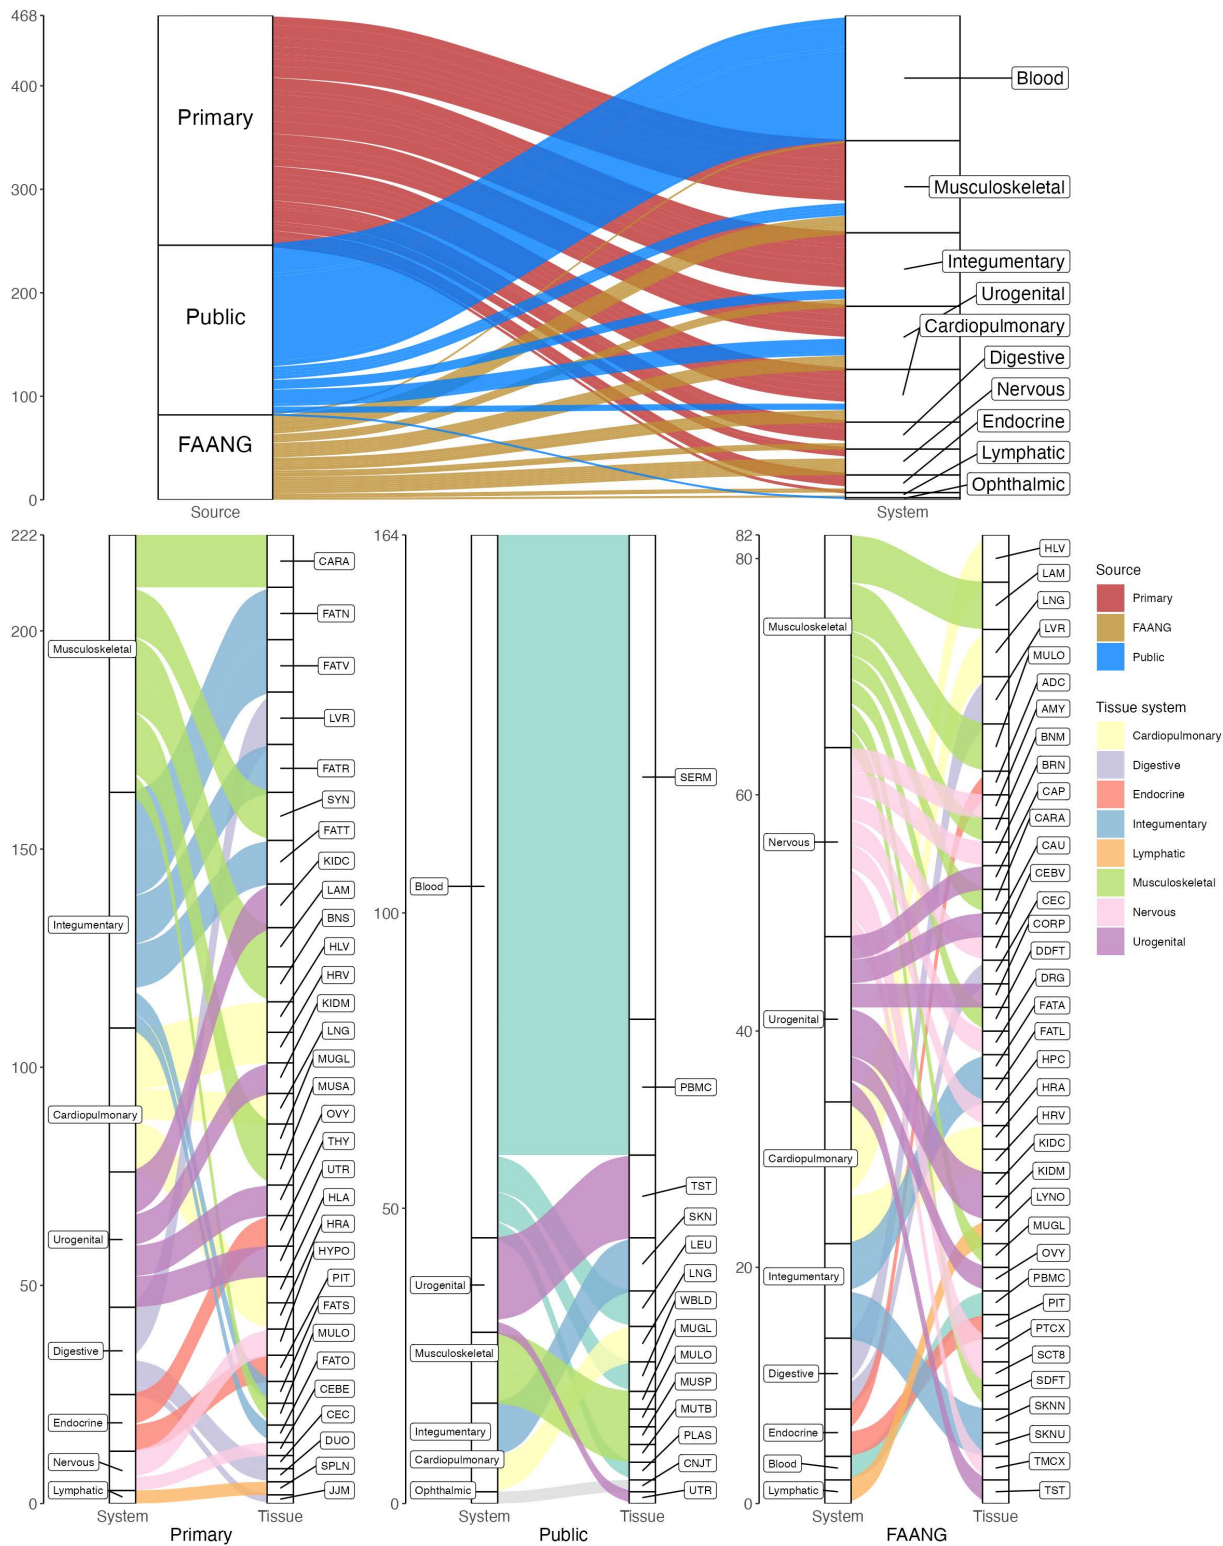 468
400
300
200
100
0
Primary
Public
FAANG
Blood
Musculoskeletal
Integumentary
Urogenital
Cardiopulmonary
Digestive
Nervous
Endocrine
Lymphatic
Ophthalmic
Source
System
222
200
150
100
50
0
Musculoskeletal
Integumentary
Cardiopulmonary
Urogenital
Digestive
Endocrine
Nervous
Lymphatic
CARA
FATN
FATV
LVR
FATR
SYN
FATT
KIDC
LAM
BNS
HLV
HRV
KIDM
LNG
MUGL
MUSA
OVY
THY
UTR
HLA
HRA
HYPO
PIT
FATS
MULO
FATO
CEBE
CEC
DUO
SPLN
JJM
System
Tissue
Primary
164
100
50
0
Blood
Urogenital
Musculoskeletal
Integumentary
Cardiopulmonary
Ophthalmic
SERM
PBMC
TST
SKN
LEU
LNG
WBLD
MUGL
MULO
MUSP
MUTB
PLAS
CNJT
UTR
System
Tissue
Public
82
80
60
40
20
0
Musculoskeletal
Nervous
Urogenital
Cardiopulmonary
Integumentary
Digestive
Endocrine
Blood
Lymphatic
HLV
LAM
LNG
LVR
MULO
ADC
AMY
BNM
BRN
CAP
CARA
CAU
CEBV
CEC
CORP
DDFT
DRG
FATA
FATL
HPC
HRA
HRV
KIDC
KIDM
LYNO
MUGL
OVY
PBMC
PIT
PTCX
SCT8
SDFT
SKNN
SKNU
TMCX
TST
System
Tissue
FAANG
Source
Primary
FAANG
Public
Tissue system
Cardiopulmonary
Digestive
Endocrine
Integumentary
Lymphatic
Musculoskeletal
Nervous
Urogenital